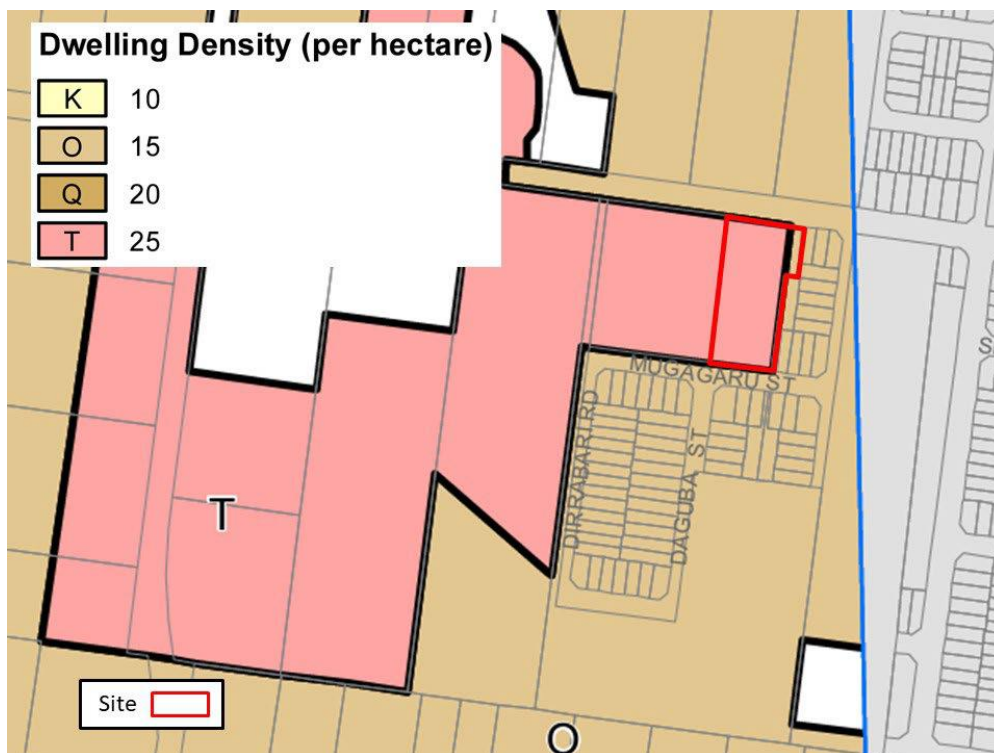 Dwelling Density (per hectare)
K 10
O 15
Q 20
T 25
MUGAGARU ST
DIRRABARI RD
DAGUBA ST
S
T
Site
O